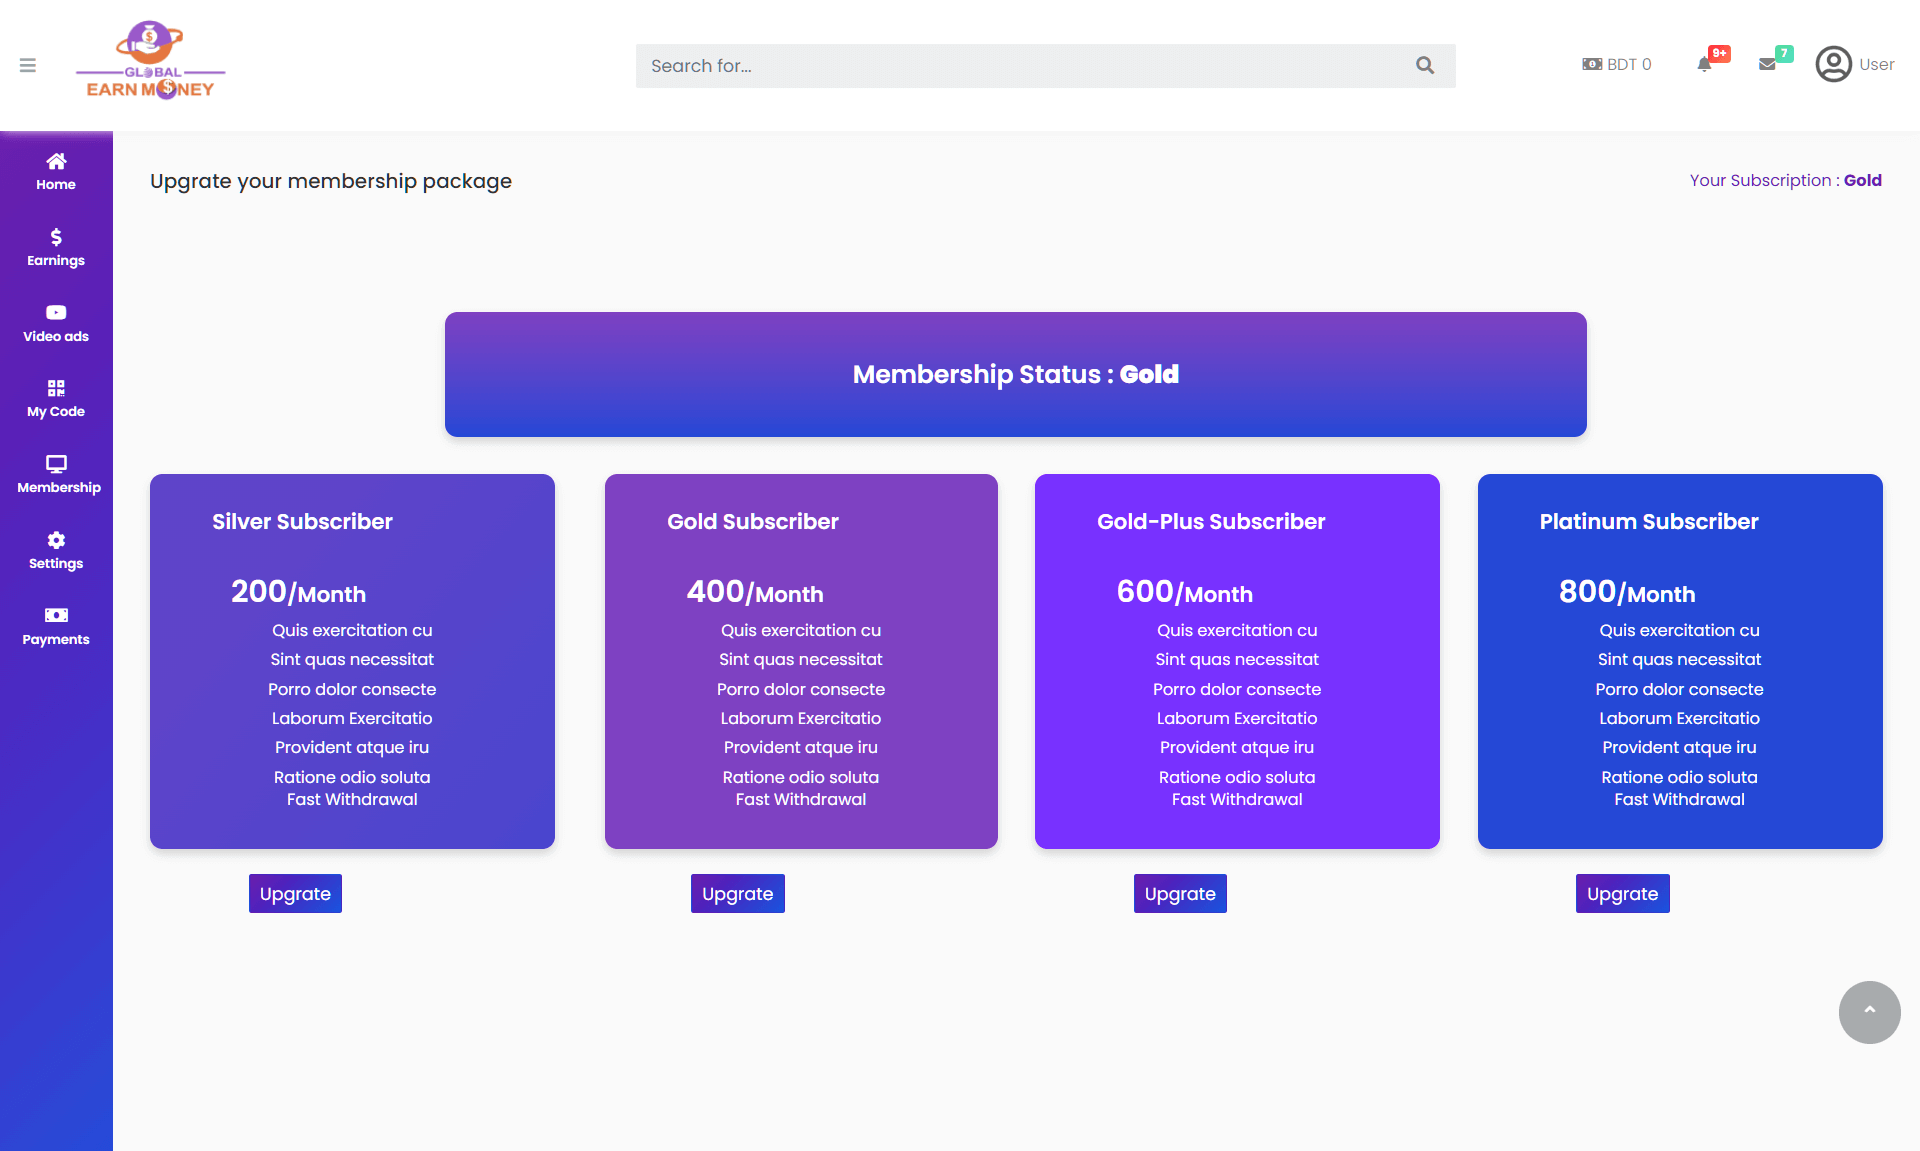 GLOBAL
EARN MONEY
Search for...
BDT 0
9+
7
User
Home
Earnings
Video ads
My Code
Membership
Settings
Payments
Upgrate your membership package
Your Subscription : Gold
Membership Status : Gold
Silver Subscriber
200/Month
Quis exercitation cu
Sint quas necessitat
Porro dolor consecte
Laborum Exercitatio
Provident atque iru
Ratione odio soluta
Fast Withdrawal
Upgrate
Gold Subscriber
400/Month
Quis exercitation cu
Sint quas necessitat
Porro dolor consecte
Laborum Exercitatio
Provident atque iru
Ratione odio soluta
Fast Withdrawal
Upgrate
Gold-Plus Subscriber
600/Month
Quis exercitation cu
Sint quas necessitat
Porro dolor consecte
Laborum Exercitatio
Provident atque iru
Ratione odio soluta
Fast Withdrawal
Upgrate
Platinum Subscriber
800/Month
Quis exercitation cu
Sint quas necessitat
Porro dolor consecte
Laborum Exercitatio
Provident atque iru
Ratione odio soluta
Fast Withdrawal
Upgrate